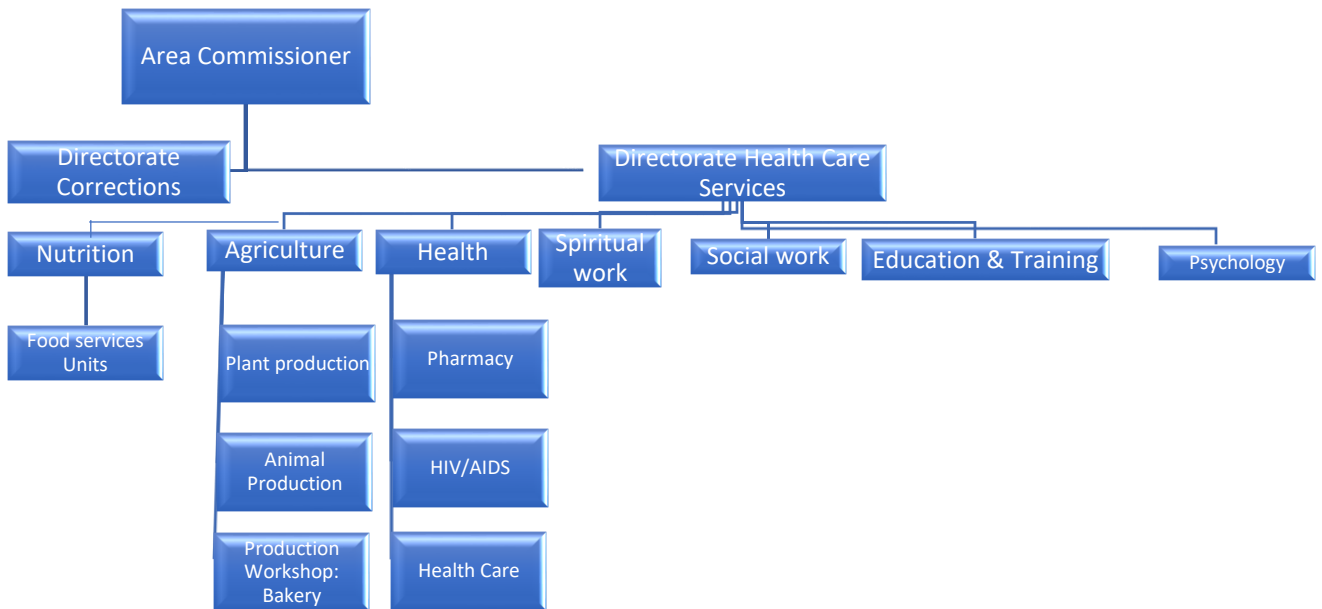 Area Commissioner
Directorate
Corrections
Directorate Health Care
Services
Nutrition
Agriculture
Health
Spiritual
work
Social work
Education & Training
Psychology
Food services
Units
Plant production
Pharmacy
Animal
Production
HIV/AIDS
Production
Workshop:
Bakery
Health Care